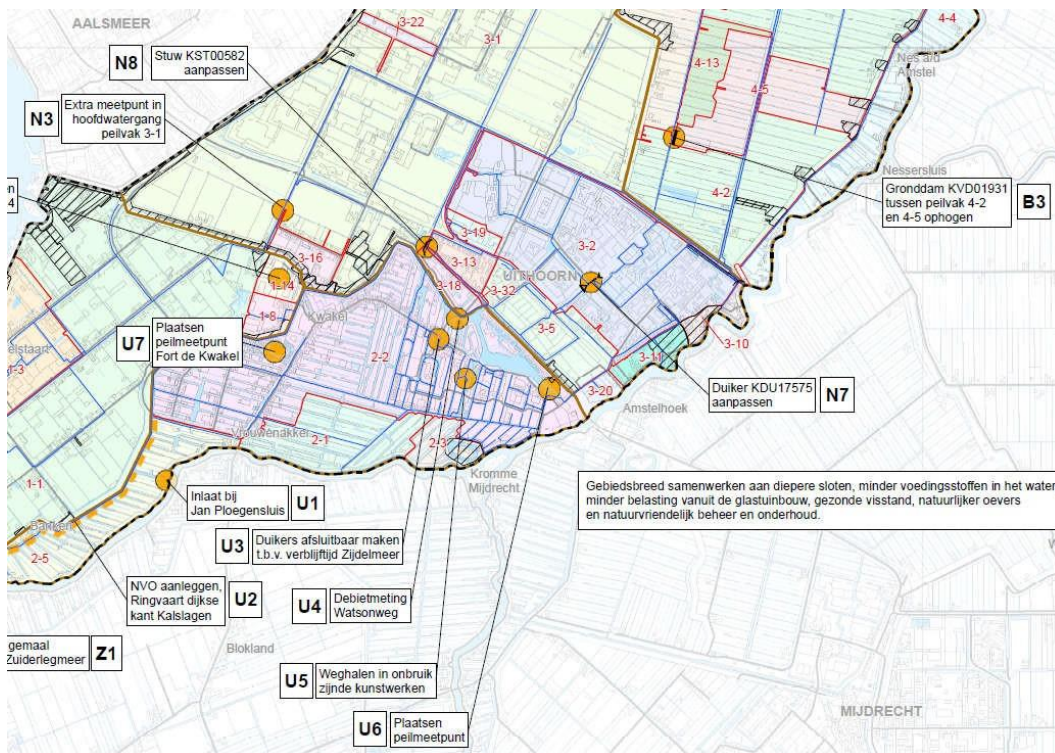 AALSMEER
N8
Stuw KST00582
aanpassen
N3
Extra meetpunt in
hoofdwatergang
peilvak 3-1
en
4
3-22
3-1
4-13
4-5
4-4
Nes a/d
Amstel
Nessersluis
Gronddam KVD01931
tussen peilvak 4-2
en 4-5 ophogen
B3
4-2
3-19
3-2
3-13
UITHOORN
3-18
3-32
3-16
1-14
1-8
Kwakel
3-5
U7
Plaatsen
peilmeetpunt
Fort de Kwakel
2-2
3-11
3-10
3-20
Amstelhoek
Duiker KDU17575
aanpassen
N7
elstaart
1-3
Vrouwenakker
2-1
2-3
Kromme
Mijdrecht
1-1
2-5
Inlaat bij
Jan Ploegensluis
U1
Gebiedsbreed samenwerken aan diepere sloten, minder voedingsstoffen in het water
minder belasting vanuit de glastuinbouw, gezonde visstand, natuurlijker oevers
en natuurvriendelijk beheer en onderhoud.
U3
Duikers afsluitbaar maken
t.b.v. verblijftijd Zijdelmeer
NVO aanleggen,
Ringvaart dijkse
kant Kalslagen
U2
U4
Debietmeting
Watsonweg
gemaal
Zuiderlegmeer
Z1
Blokland
U5
Weghalen in onbruik
zijnde kunstwerken
U6
Plaatsen
peilmeetpunt
MIJDRECHT